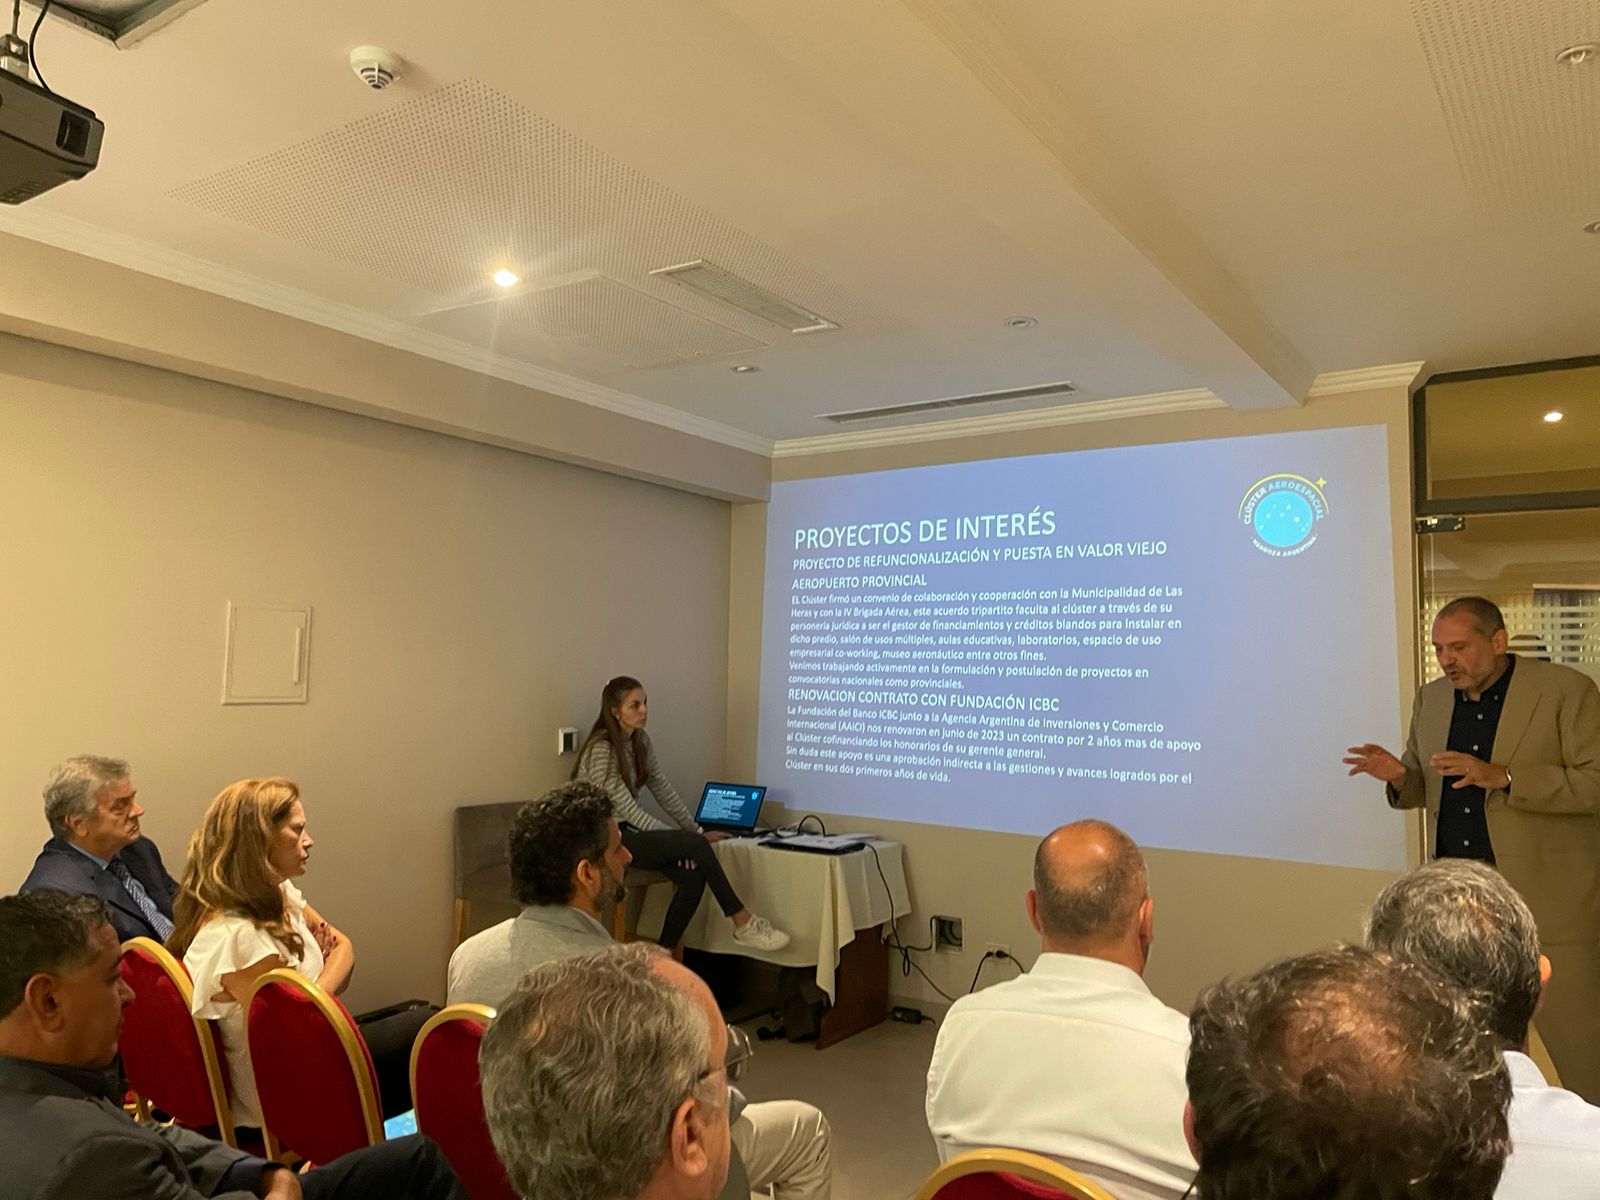 CLÚSTER AEROESPACIAL
MENDOZA ARGENTINA
PROYECTOS DE INTERÉS
PROYECTO DE REFUNCIONALIZACIÓN Y PUESTA EN VALOR VIEJO
AEROPUERTO PROVINCIAL
EL Clúster firmó un convenio de colaboración y cooperación con la Municipalidad de Las
Heras y con la IV Brigada Aérea, este acuerdo tripartito faculta al clúster a través de su
personería jurídica a ser el gestor de financiamientos y créditos blandos para instalar en
dicho predio, salón de usos múltiples, aulas educativas, laboratorios, espacio de uso
empresarial co-working, museo aeronáutico entre otros fines.
Venimos trabajando activamente en la formulación y postulación de proyectos en
convocatorias nacionales como provinciales.
RENOVACION CONTRATO CON FUNDACIÓN ICBC
La Fundación del Banco ICBC junto a la Agencia Argentina de Inversiones y Comercio
Internacional (AAICI) nos renovaron en junio de 2023 un contrato por 2 años mas de apoyo
al Clúster cofinanciando los honorarios de su gerente general.
Sin duda este apoyo es una aprobación indirecta a las gestiones y avances logrados por el
Clúster en sus dos primeros años de vida.